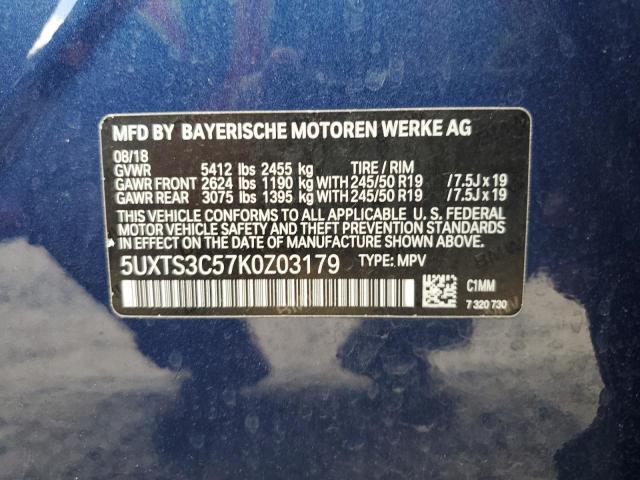 MFD BY BAYERISCHE MOTOREN WERKE AG
08/18
GVWR 5412 lbs 2455 kg TIRE / RIM
GAWR FRONT 2624 lbs 1190 kg WITH 245/50 R19 /7.5J x 19
GAWR REAR 3075 lbs 1395 kg WITH 245/50 R19 /7.5J x 19
THIS VEHICLE CONFORMS TO ALL APPLICABLE U. S. FEDERAL
MOTOR VEHICLE SAFETY, BUMPER, AND
THEFT PREVENTION STANDARDS IN EFFECT
ON THE DATE OF MANUFACTURE SHOWN ABOVE.
5UXTS3C57K0Z03179 TYPE: MPV
C1MM
7 320 730